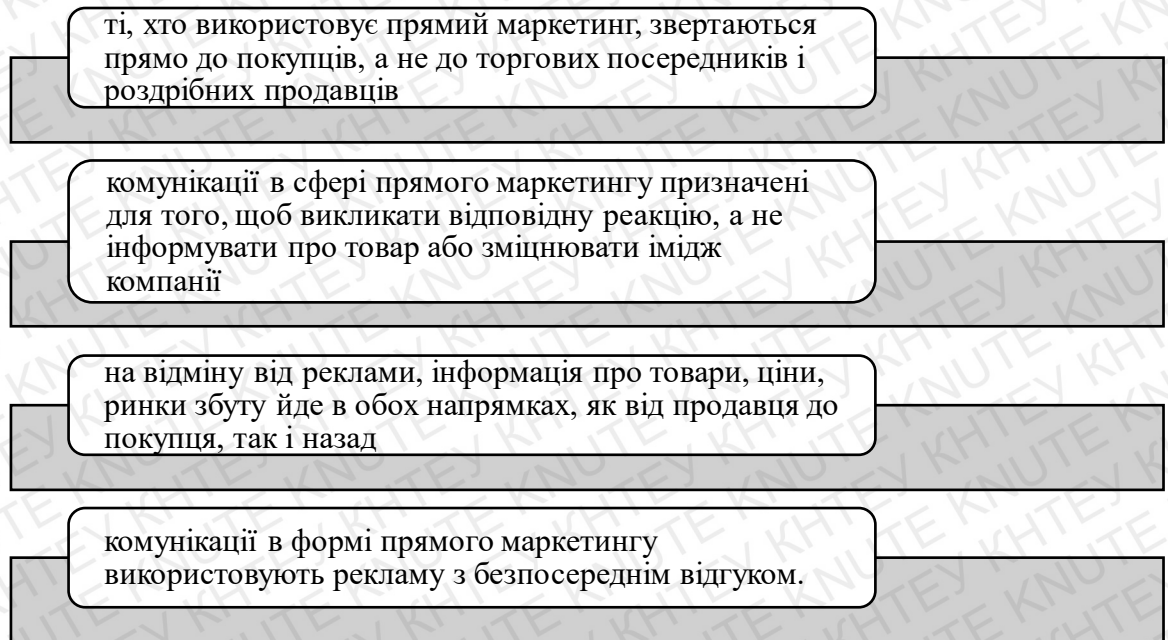 ті, хто використовує прямий маркетинг, звертаються
прямо до покупців, а не до торгових посередників і
роздрібних продавців
комунікації в сфері прямого маркетингу призначені
для того, щоб викликати відповідну реакцію, а не
інформувати про товар або зміцнювати імідж
компанії
на відміну від реклами, інформація про товари, ціни,
ринки збуту йде в обох напрямках, як від продавця до
покупця, так і назад
комунікації в формі прямого маркетингу
використовують рекламу з безпосереднім відгуком.